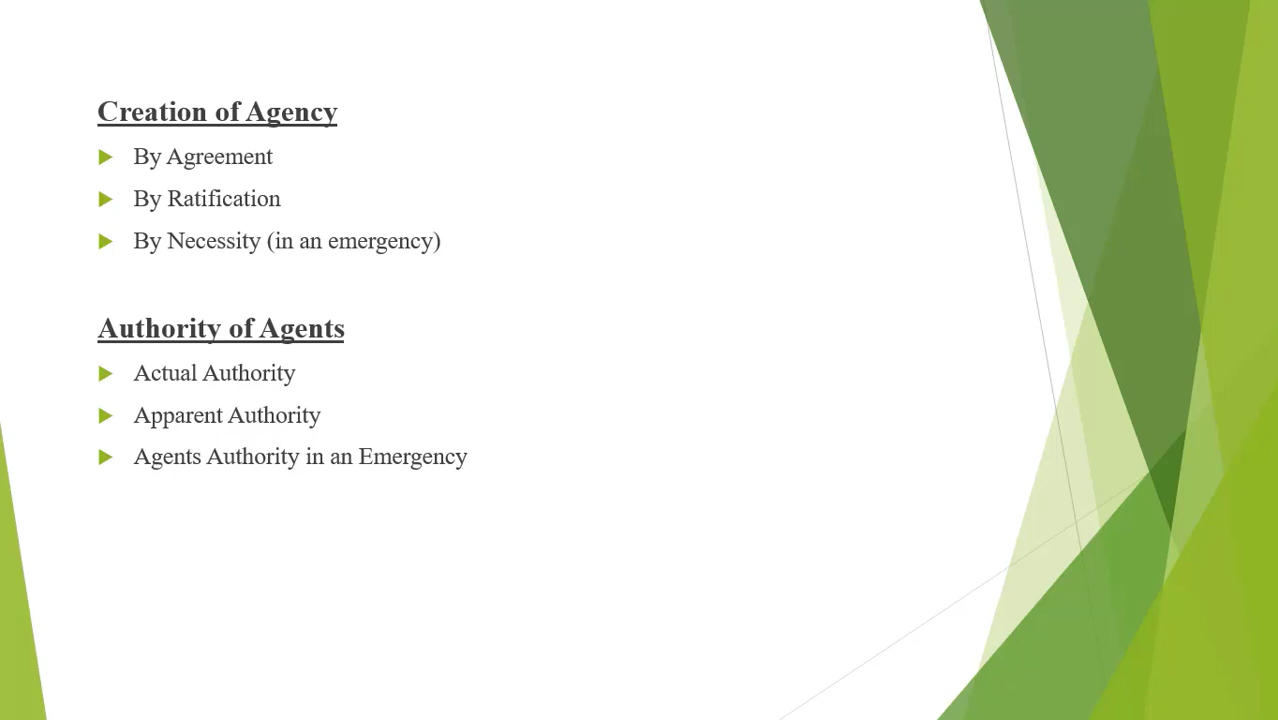 Creation of Agency
By Agreement
By Ratification
By Necessity (in an emergency)
Authority of Agents
Actual Authority
Apparent Authority
Agents Authority in an Emergency